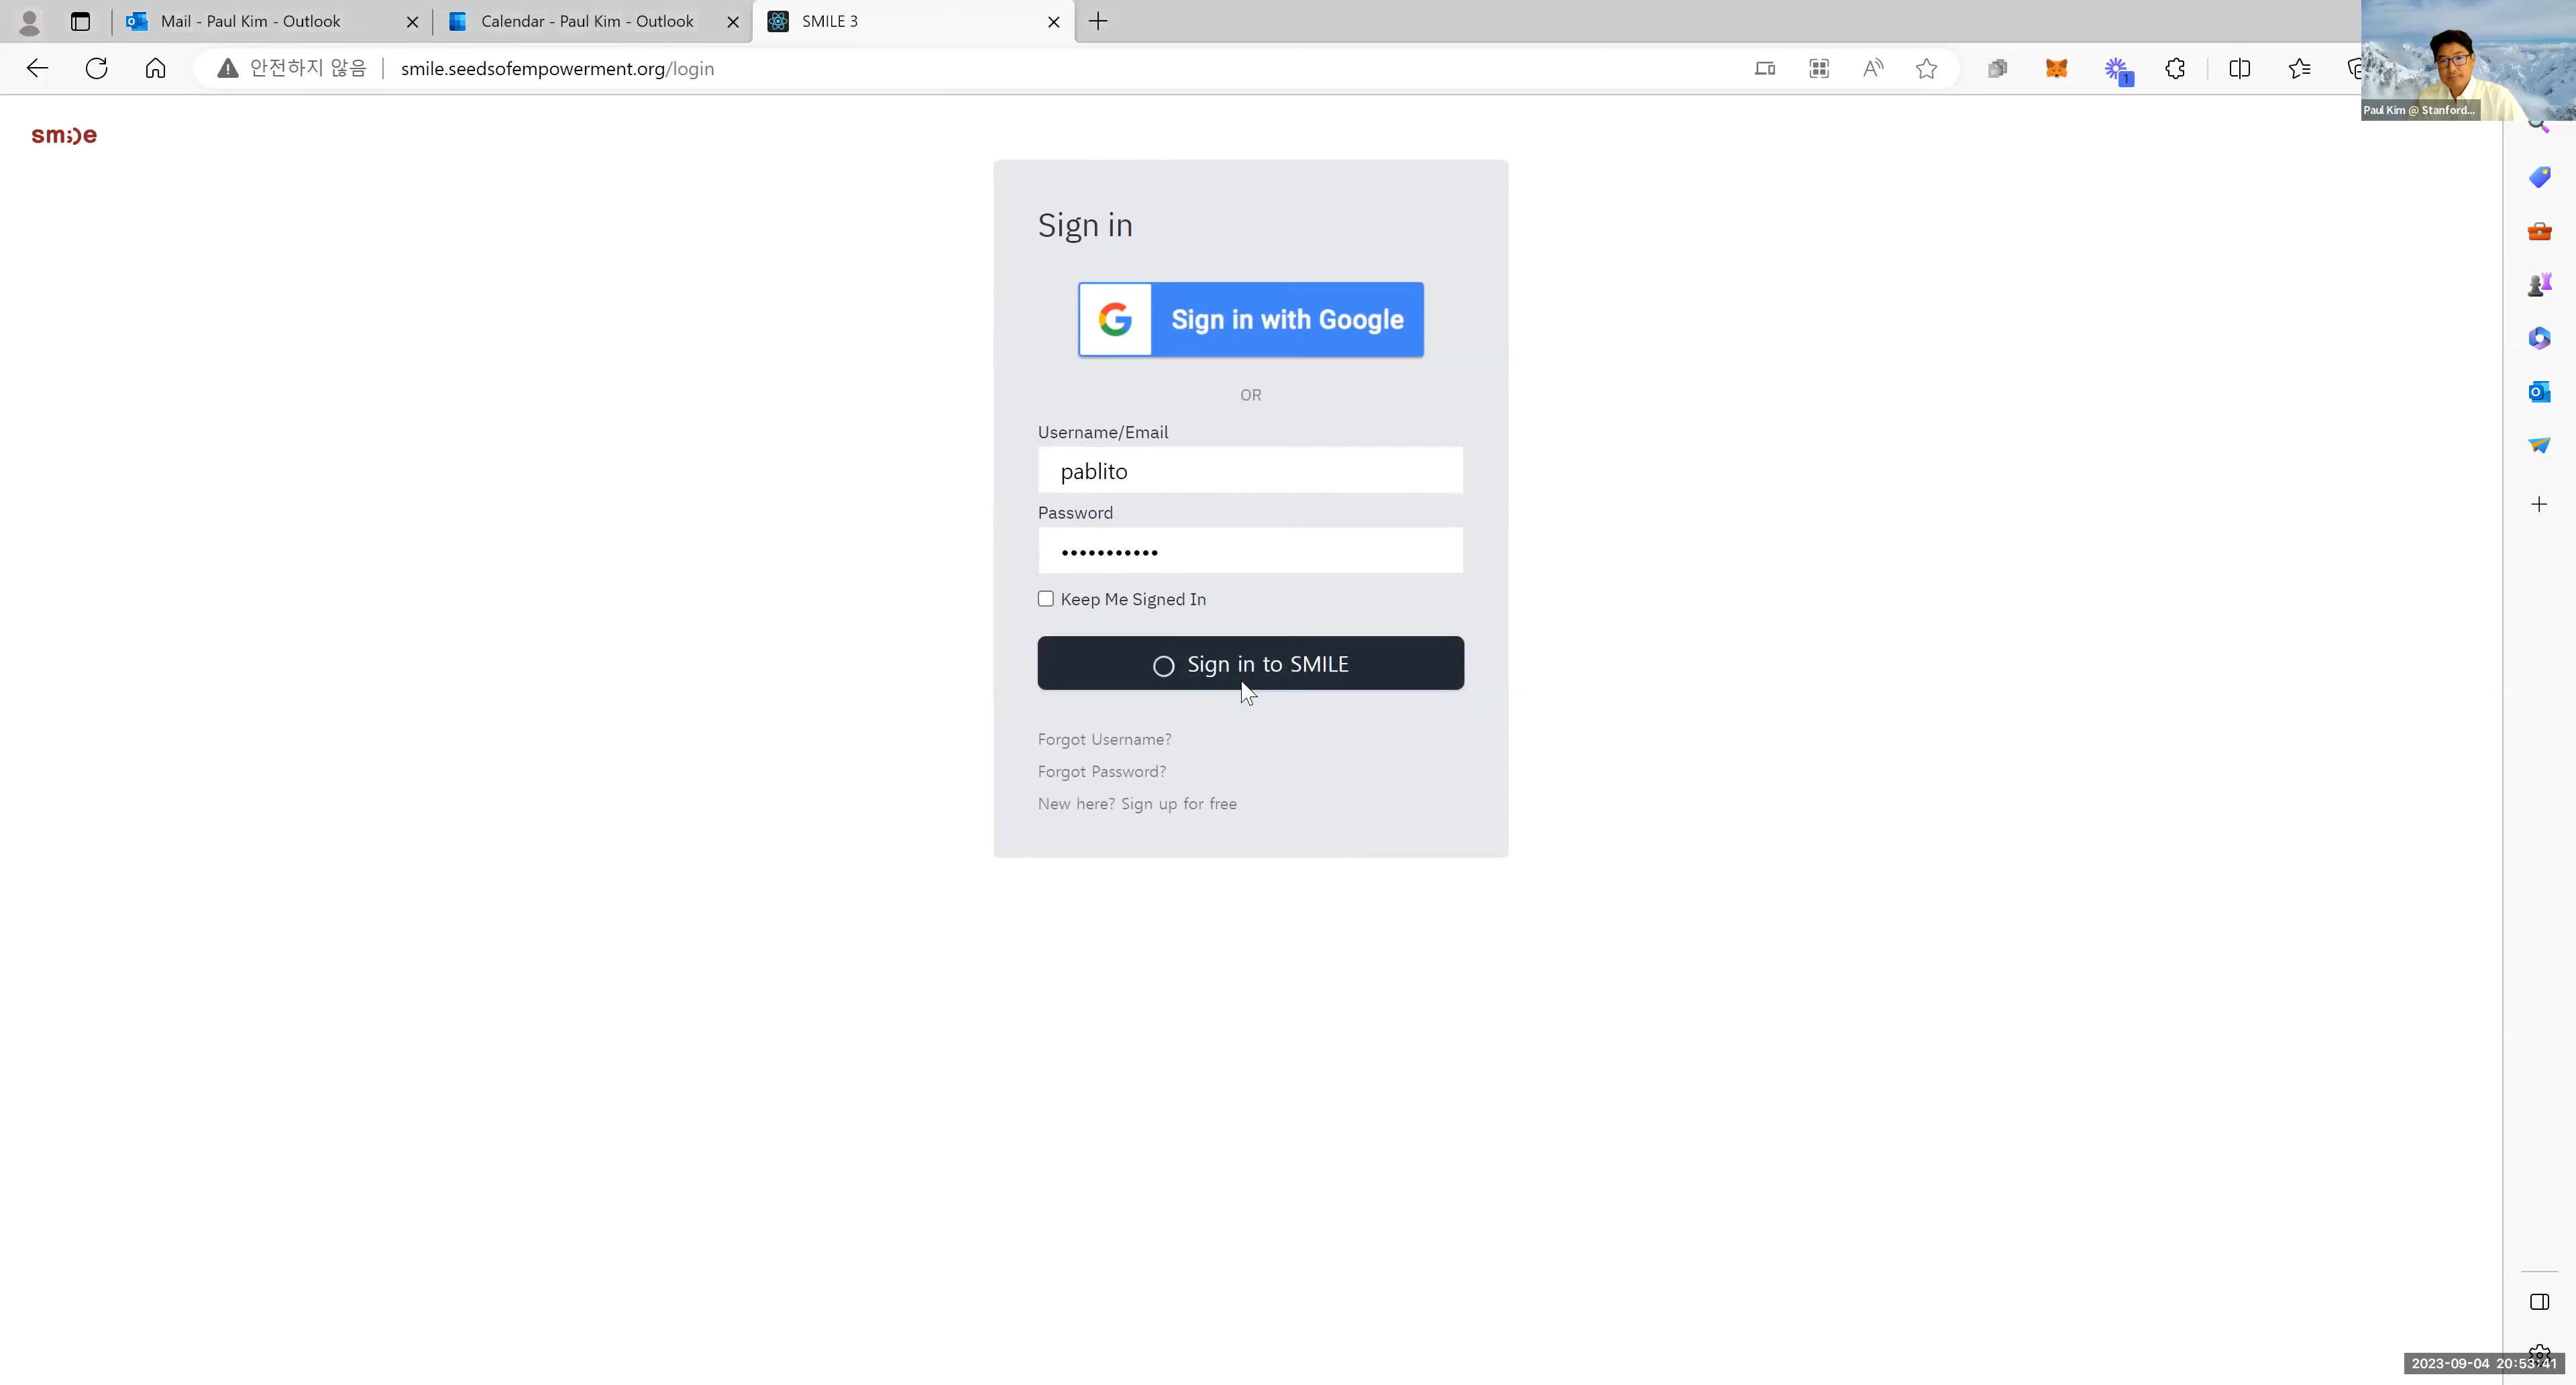 Mail - Paul Kim - Outlook
Calendar - Paul Kim - Outlook
SMILE 3
안전하지 않음
smile.seedsofempowerment.org/login
1
Paul Kim @ Stanford...
smile
Sign in
Sign in with Google
OR
Username/Email
pablito
Password
Keep Me Signed In
Sign in to SMILE
Forgot Username?
Forgot Password?
New here? Sign up for free
2023-09-04 20:53:41